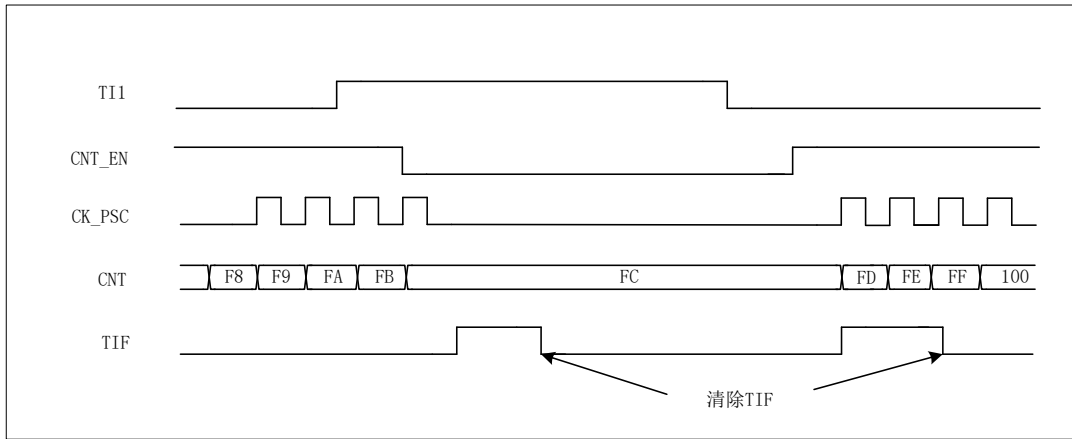 TI1
CNT_EN
CK_PSC
CNT F8 F9 FA FB FC FD FE FF 100
TIF
清除TIF